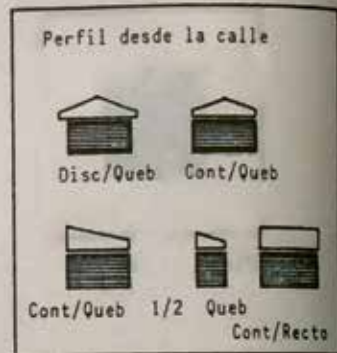 Perfil desde la calle
Disc/Queb Cont/Queb
Cont/Queb 1/2 Queb
Cont/Recto